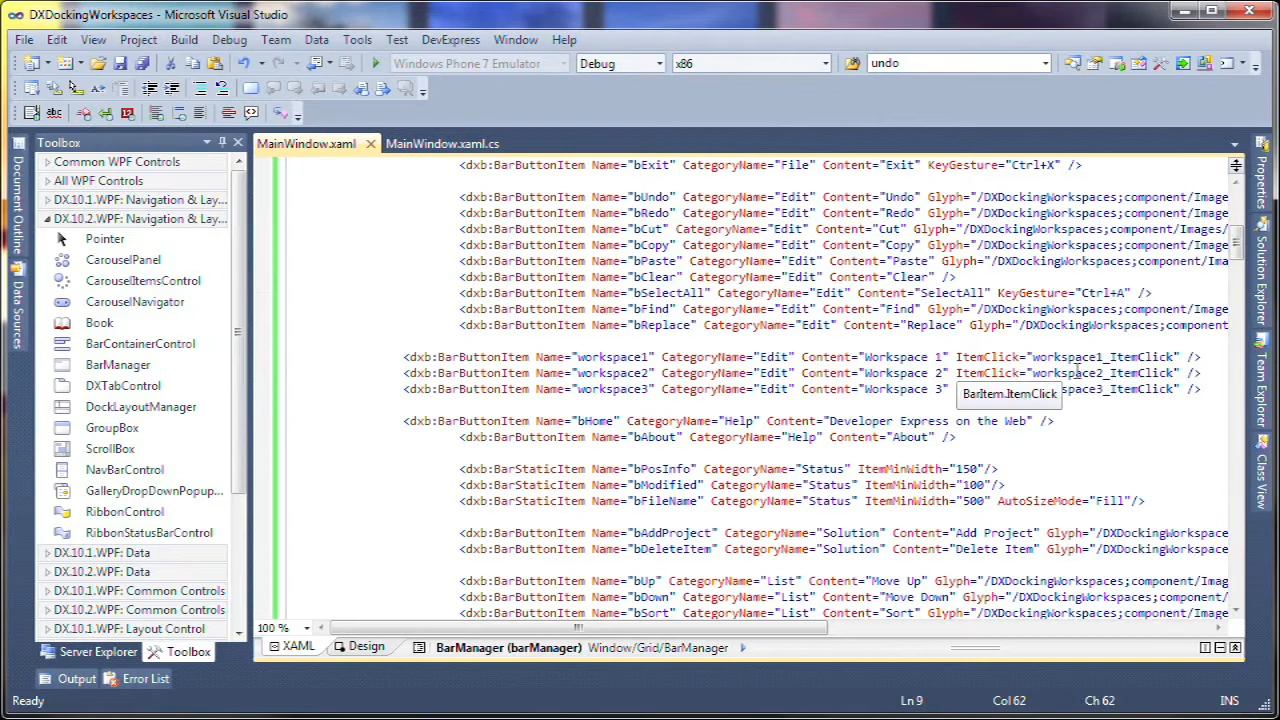 DXDockingWorkspaces - Microsoft Visual Studio
File Edit View Project Build Debug Team Data Tools Test DevExpress Window Help
Windows Phone 7 Emulator Debug x86 undo
Toolbox
MainWindow.xaml MainWindow.xaml.cs
Document Outline
Data Sources
Common WPF Controls
All WPF Controls
DX.10.1.WPF: Navigation & Lay...
DX.10.2.WPF: Navigation & Lay...
Pointer
CarouselPanel
CarouselItemsControl
CarouselNavigator
Book
BarContainerControl
BarManager
DXTabControl
DockLayoutManager
GroupBox
ScrollBox
NavBarControl
GalleryDropDownPopup...
RibbonControl
RibbonStatusBarControl
DX.10.1.WPF: Data
DX.10.2.WPF: Data
DX.10.1.WPF: Common Controls
DX.10.2.WPF: Common Controls
DX.10.1.WPF: Layout Control
Server Explorer Toolbox
<dxb:BarButtonItem Name="bExit" CategoryName="File" Content="Exit" KeyGesture="Ctrl+X" />
<dxb:BarButtonItem Name="bUndo" CategoryName="Edit" Content="Undo" Glyph="/DXDockingWorkspaces;component/Image
<dxb:BarButtonItem Name="bRedo" CategoryName="Edit" Content="Redo" Glyph="/DXDockingWorkspaces;component/Image
<dxb:BarButtonItem Name="bCut" CategoryName="Edit" Content="Cut" Glyph="/DXDockingWorkspaces;component/Images/
<dxb:BarButtonItem Name="bCopy" CategoryName="Edit" Content="Copy" Glyph="/DXDockingWorkspaces;component/Image
<dxb:BarButtonItem Name="bPaste" CategoryName="Edit" Content="Paste" Glyph="/DXDockingWorkspaces;component/Ima
<dxb:BarButtonItem Name="bClear" CategoryName="Edit" Content="Clear" />
<dxb:BarButtonItem Name="bSelectAll" CategoryName="Edit" Content="SelectAll" KeyGesture="Ctrl+A" />
<dxb:BarButtonItem Name="bFind" CategoryName="Edit" Content="Find" Glyph="/DXDockingWorkspaces;component/Image
<dxb:BarButtonItem Name="bReplace" CategoryName="Edit" Content="Replace" Glyph="/DXDockingWorkspaces;component
<dxb:BarButtonItem Name="workspace1" CategoryName="Edit" Content="Workspace 1" ItemClick="workspace1_ItemClick" />
<dxb:BarButtonItem Name="workspace2" CategoryName="Edit" Content="Workspace 2" ItemClick="workspace2_ItemClick" />
<dxb:BarButtonItem Name="workspace3" CategoryName="Edit" Content="Workspace 3" space3_ItemClick" />
BarItem.ItemClick
<dxb:BarButtonItem Name="bHome" CategoryName="Help" Content="Developer Express on the Web" />
<dxb:BarButtonItem Name="bAbout" CategoryName="Help" Content="About" />
<dxb:BarStaticItem Name="bPosInfo" CategoryName="Status" ItemMinWidth="150"/>
<dxb:BarStaticItem Name="bModified" CategoryName="Status" ItemMinWidth="100"/>
<dxb:BarStaticItem Name="bFileName" CategoryName="Status" ItemMinWidth="500" AutoSizeMode="Fill"/>
<dxb:BarButtonItem Name="bAddProject" CategoryName="Solution" Content="Add Project" Glyph="/DXDockingWorkspace
<dxb:BarButtonItem Name="bDeleteItem" CategoryName="Solution" Content="Delete Item" Glyph="/DXDockingWorkspace
<dxb:BarButtonItem Name="bUp" CategoryName="List" Content="Move Up" Glyph="/DXDockingWorkspaces;component/Imag
<dxb:BarButtonItem Name="bDown" CategoryName="List" Content="Move Down" Glyph="/DXDockingWorkspaces;component/
<dxb:BarButtonItem Name="bSort" CategoryName="List" Content="Sort" Glyph="/DXDockingWorkspaces;component/Image
100 %
XAML Design BarManager (barManager) Window/Grid/BarManager
Properties
Solution Explorer
Team Explorer
Class View
Output Error List
Ready Ln 9 Col 62 Ch 62 INS